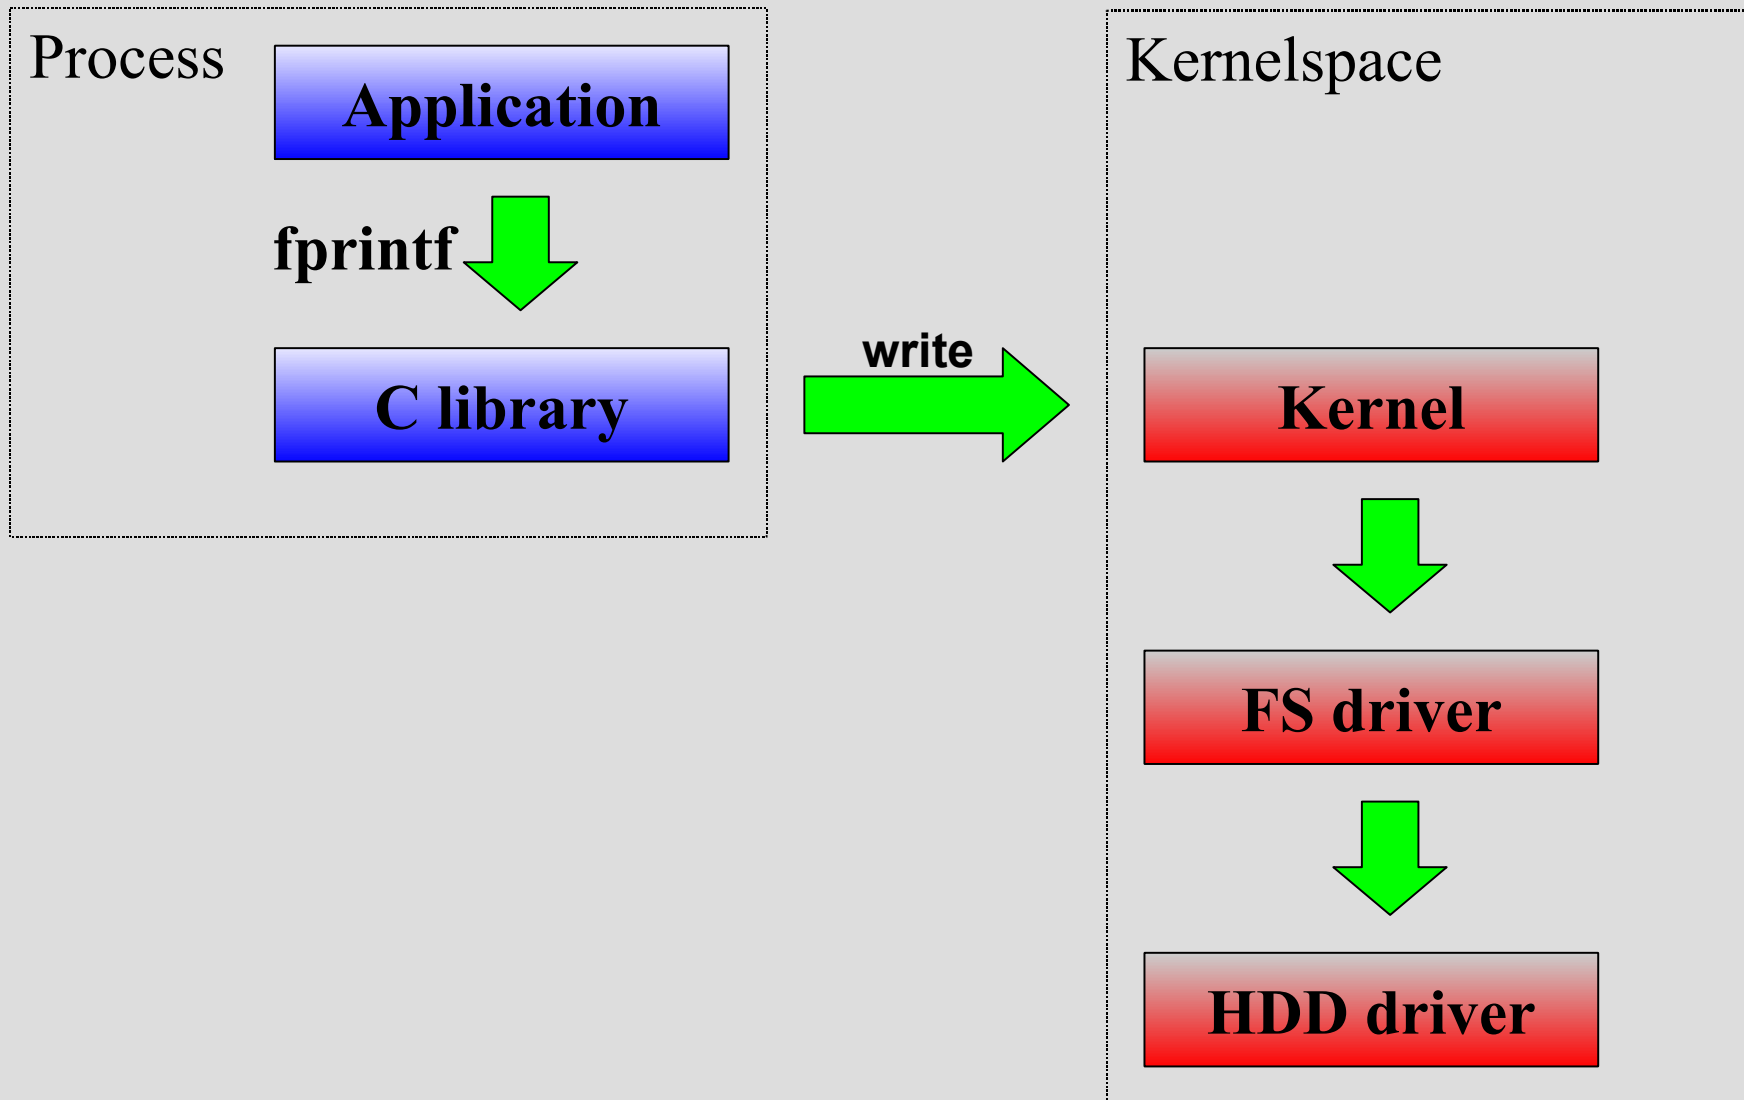 Process
Application
fprintf
C library
write
Kernelspace
Kernel
FS driver
HDD driver